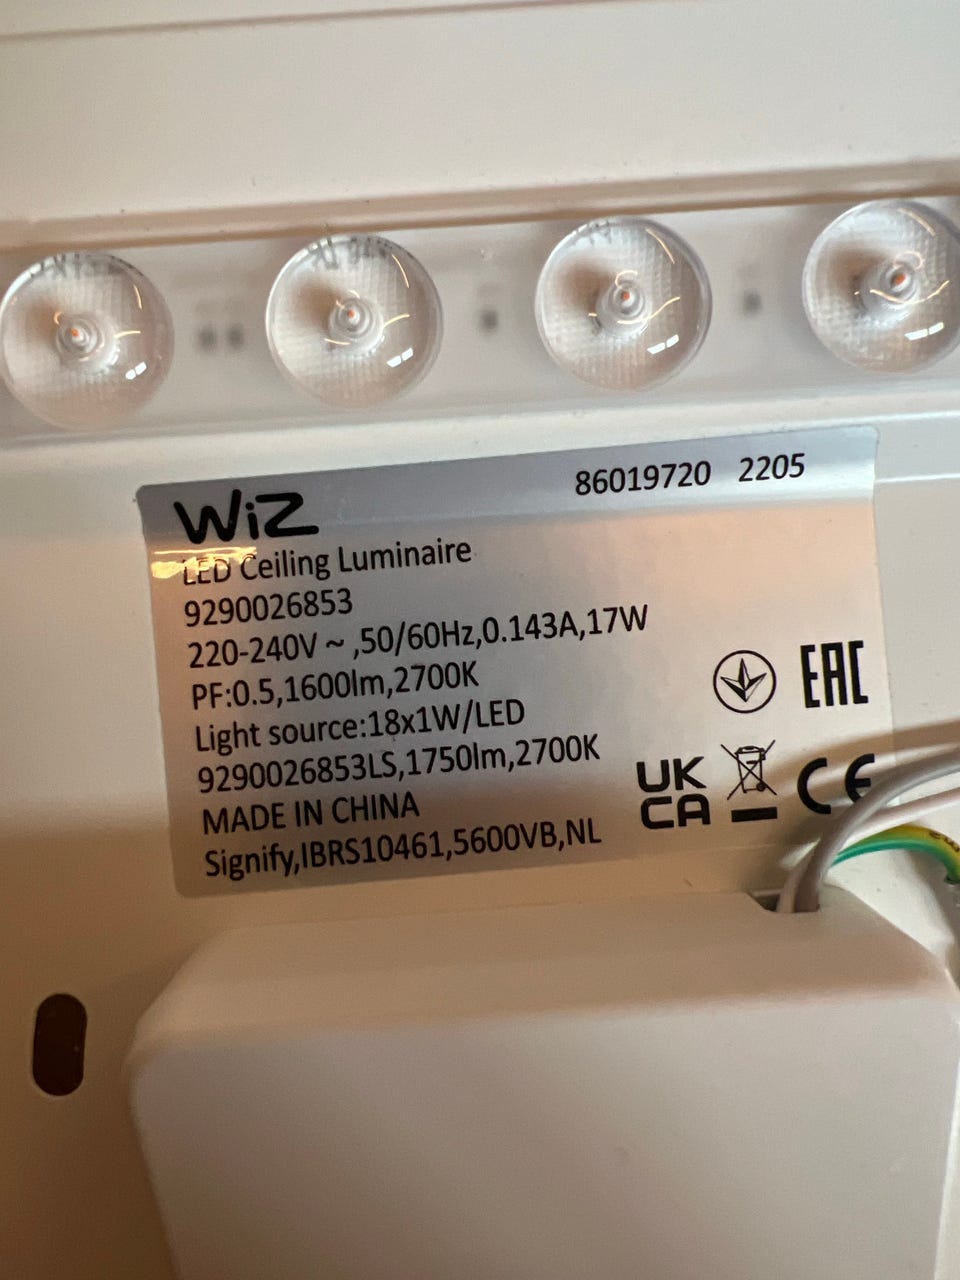 WiZ
86019720 2205
LED Ceiling Luminaire
9290026853
220-240V ~ ,50/60Hz,0.143A,17W
PF:0.5,1600lm,2700K
Light source:18x1W/LED
9290026853LS,1750lm,2700K
MADE IN CHINA
Signify,IBRS10461,5600VB,NL
EAC
UK
CA
CE